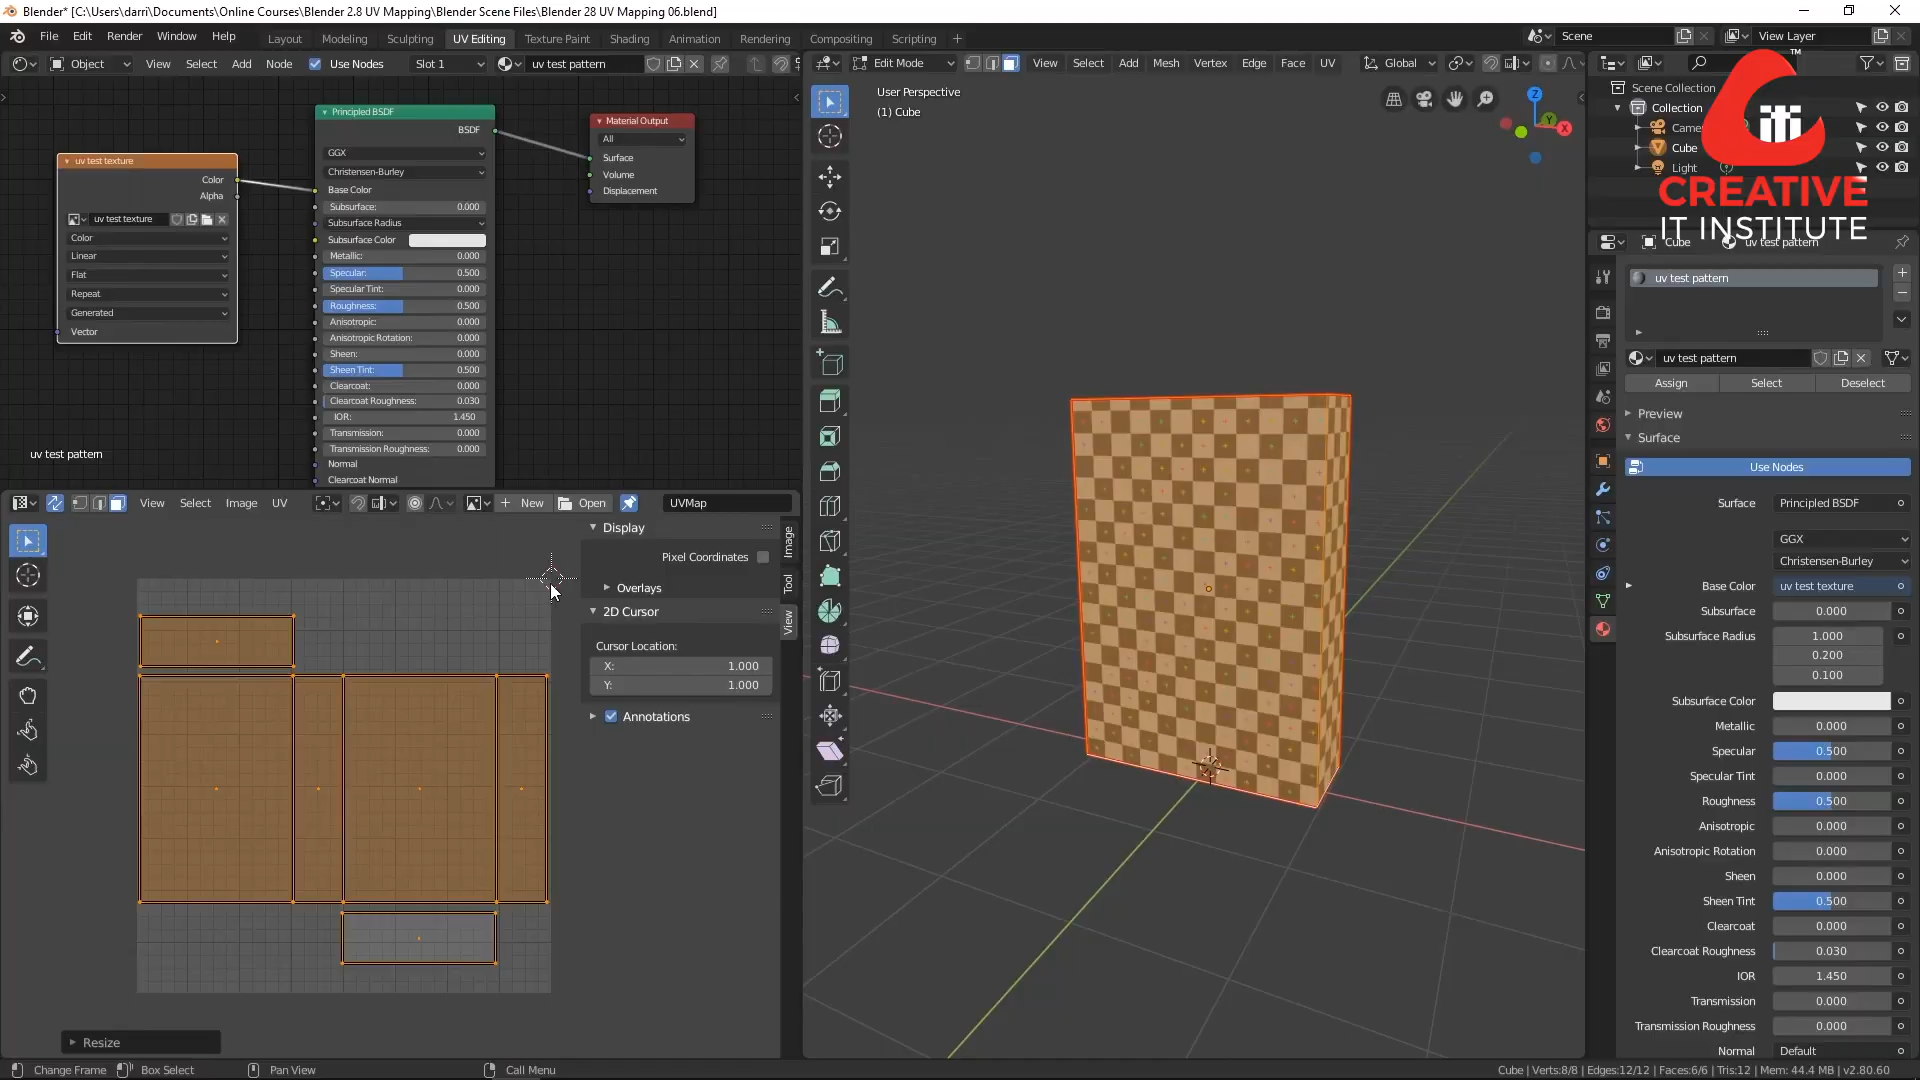 Blender* [C:\Users\darri\Documents\Online Courses\Blender 2.8 UV Mapping\Blender Scene Files\Blender 28 UV Mapping 06.blend]
File Edit Render Window Help Layout Modeling Sculpting UV Editing Texture Paint Shading Animation Rendering Compositing Scripting + Scene View Layer
Object View Select Add Node Use Nodes Slot 1 uv test pattern
Edit Mode View Select Add Mesh Vertex Edge Face UV Global
User Perspective
(1) Cube
Z
Y
X
Scene Collection
Collection
Cube
Light
TM
CREATIVE
IT INSTITUTE
Principled BSDF
BSDF
GGX
Christensen-Burley
Base Color
Subsurface: 0.000
Subsurface Radius
Subsurface Color
Metallic: 0.000
Specular: 0.500
Specular Tint: 0.000
Roughness: 0.500
Anisotropic: 0.000
Anisotropic Rotation: 0.000
Sheen: 0.000
Sheen Tint: 0.500
Clearcoat: 0.000
Clearcoat Roughness: 0.030
IOR: 1.450
Transmission: 0.000
Transmission Roughness: 0.000
Normal
Clearcoat Normal
Material Output
All
Surface
Volume
Displacement
uv test texture
Color
Alpha
uv test texture
Color
Linear
Flat
Repeat
Generated
Vector
uv test pattern
View Select Image UV New Open UVMap
Display
Pixel Coordinates
Overlays
2D Cursor
Cursor Location:
X: 1.000
Y: 1.000
Annotations
Image
Tool
View
Resize
Cube uv test pattern
uv test pattern
uv test pattern
Assign Select Deselect
Preview
Surface
Use Nodes
Surface Principled BSDF
GGX
Christensen-Burley
Base Color uv test texture
Subsurface 0.000
Subsurface Radius 1.000
0.200
0.100
Subsurface Color
Metallic 0.000
Specular 0.500
Specular Tint 0.000
Roughness 0.500
Anisotropic 0.000
Anisotropic Rotation 0.000
Sheen 0.000
Sheen Tint 0.500
Clearcoat 0.000
Clearcoat Roughness 0.030
IOR 1.450
Transmission 0.000
Transmission Roughness 0.000
Normal Default
Change Frame Box Select Pan View Call Menu Cube | Verts:8/8 | Edges:12/12 | Faces:6/6 | Tris:12 | Mem: 44.4 MB | v2.80.60